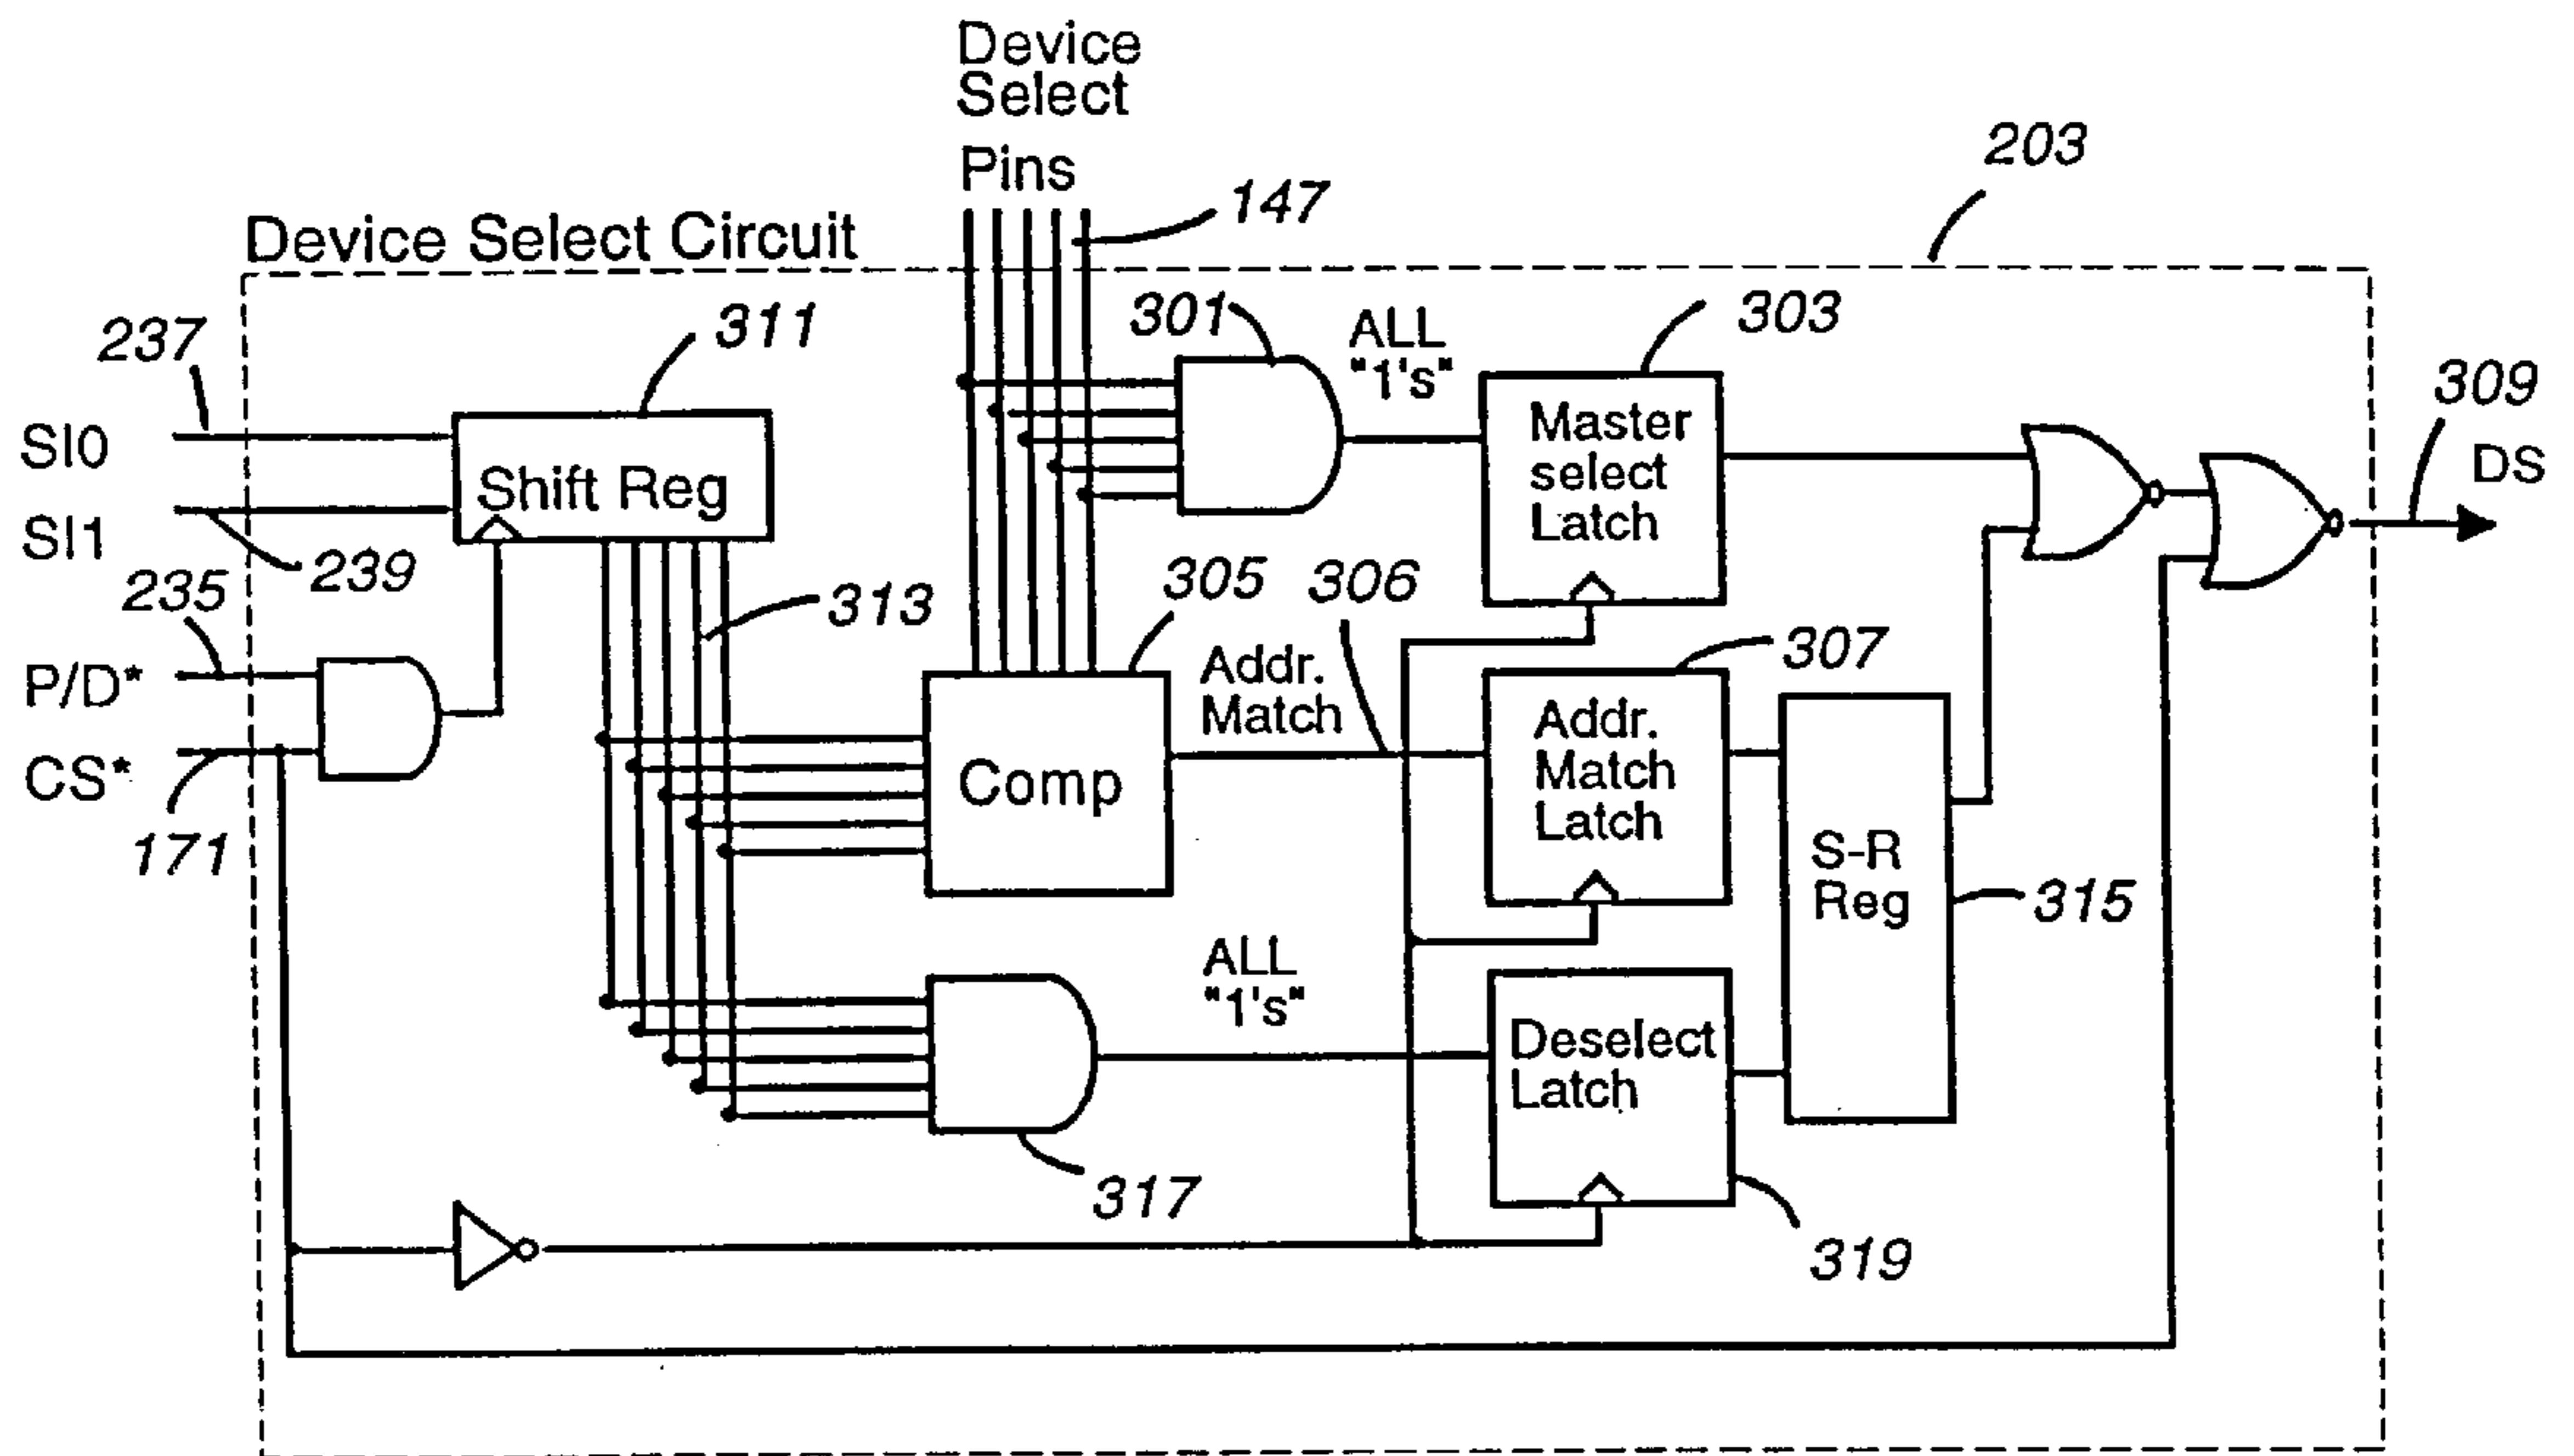 Device
Select
Pins
147
203
Device Select Circuit
237
311
301
ALL
"1's"
303
309
SI0
Shift Reg
Master
select
Latch
DS
SI1
239
235
313
305
306
307
P/D*
Addr.
Match
Addr.
Match
Latch
CS*
Comp
171
S-R
Reg
315
ALL
"1's"
Deselect
Latch
317
319